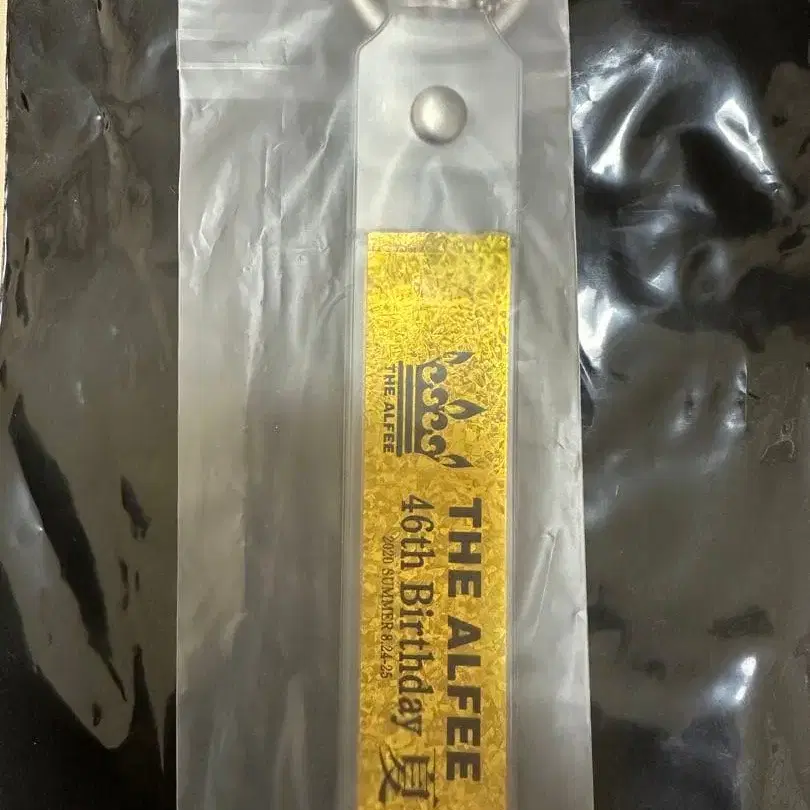 THE ALFEE
THE ALFEE
46th Birthday 夏
2020 SUMMER 8.24-25